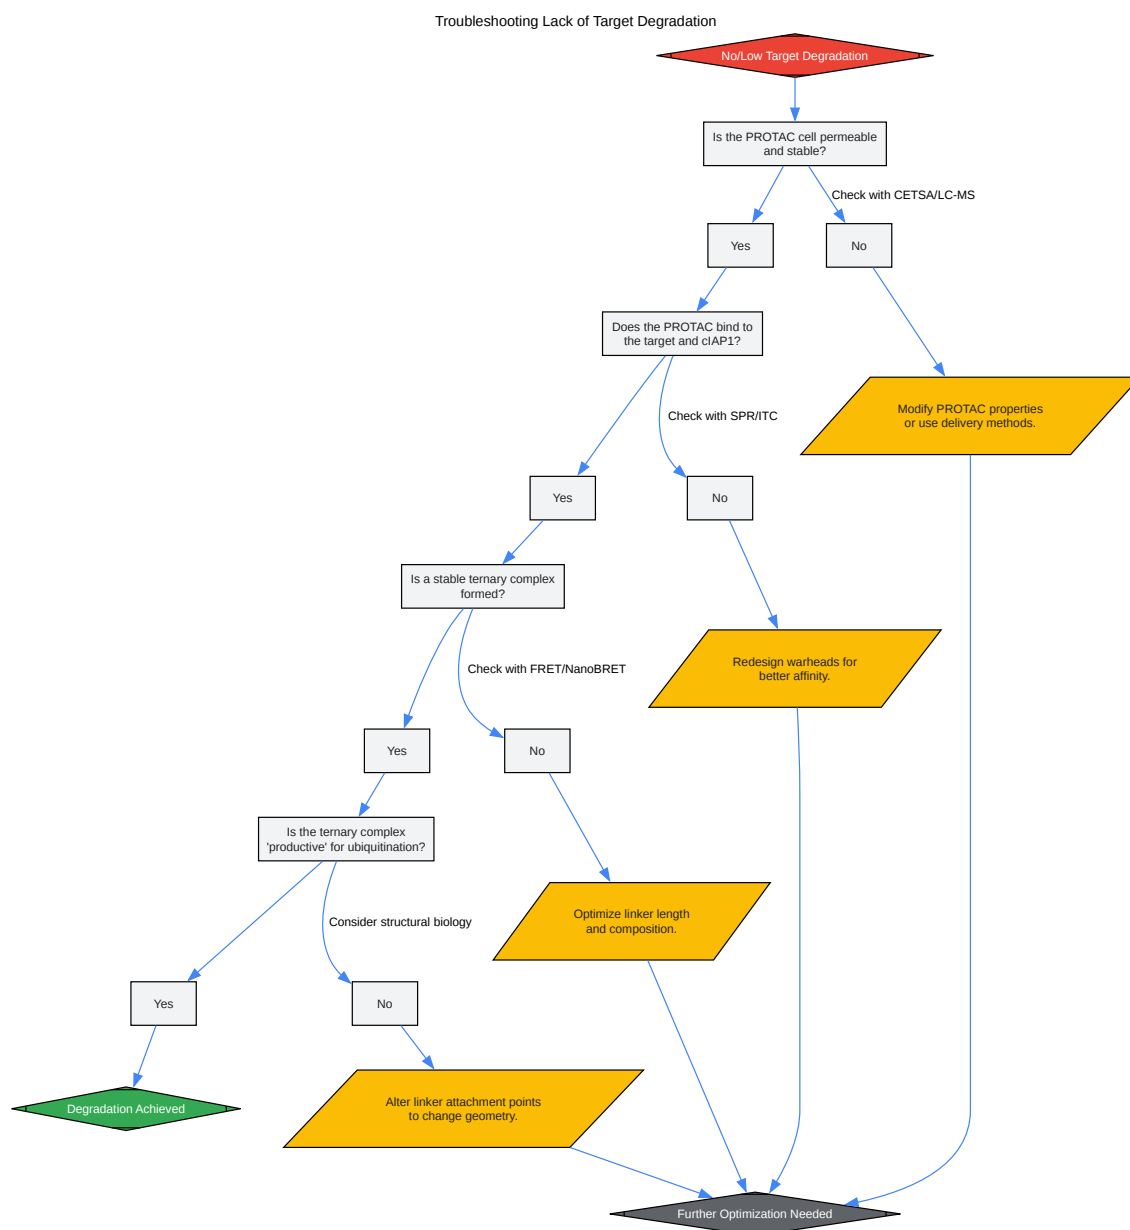 Troubleshooting Lack of Target Degradation
No/Low Target Degradation
Is the PROTAC cell permeable
and stable?
Check with CETSA/LC-MS
Yes
No
Does the PROTAC bind to
the target and cIAP1?
Modify PROTAC properties
or use delivery methods.
Check with SPR/ITC
Yes
No
Is a stable ternary complex
formed?
Check with FRET/NanoBRET
Redesign warheads for
better affinity.
Yes
No
Is the ternary complex
'productive' for ubiquitination?
Consider structural biology
Optimize linker length
and composition.
Yes
No
Degradation Achieved
Alter linker attachment points
to change geometry.
Further Optimization Needed